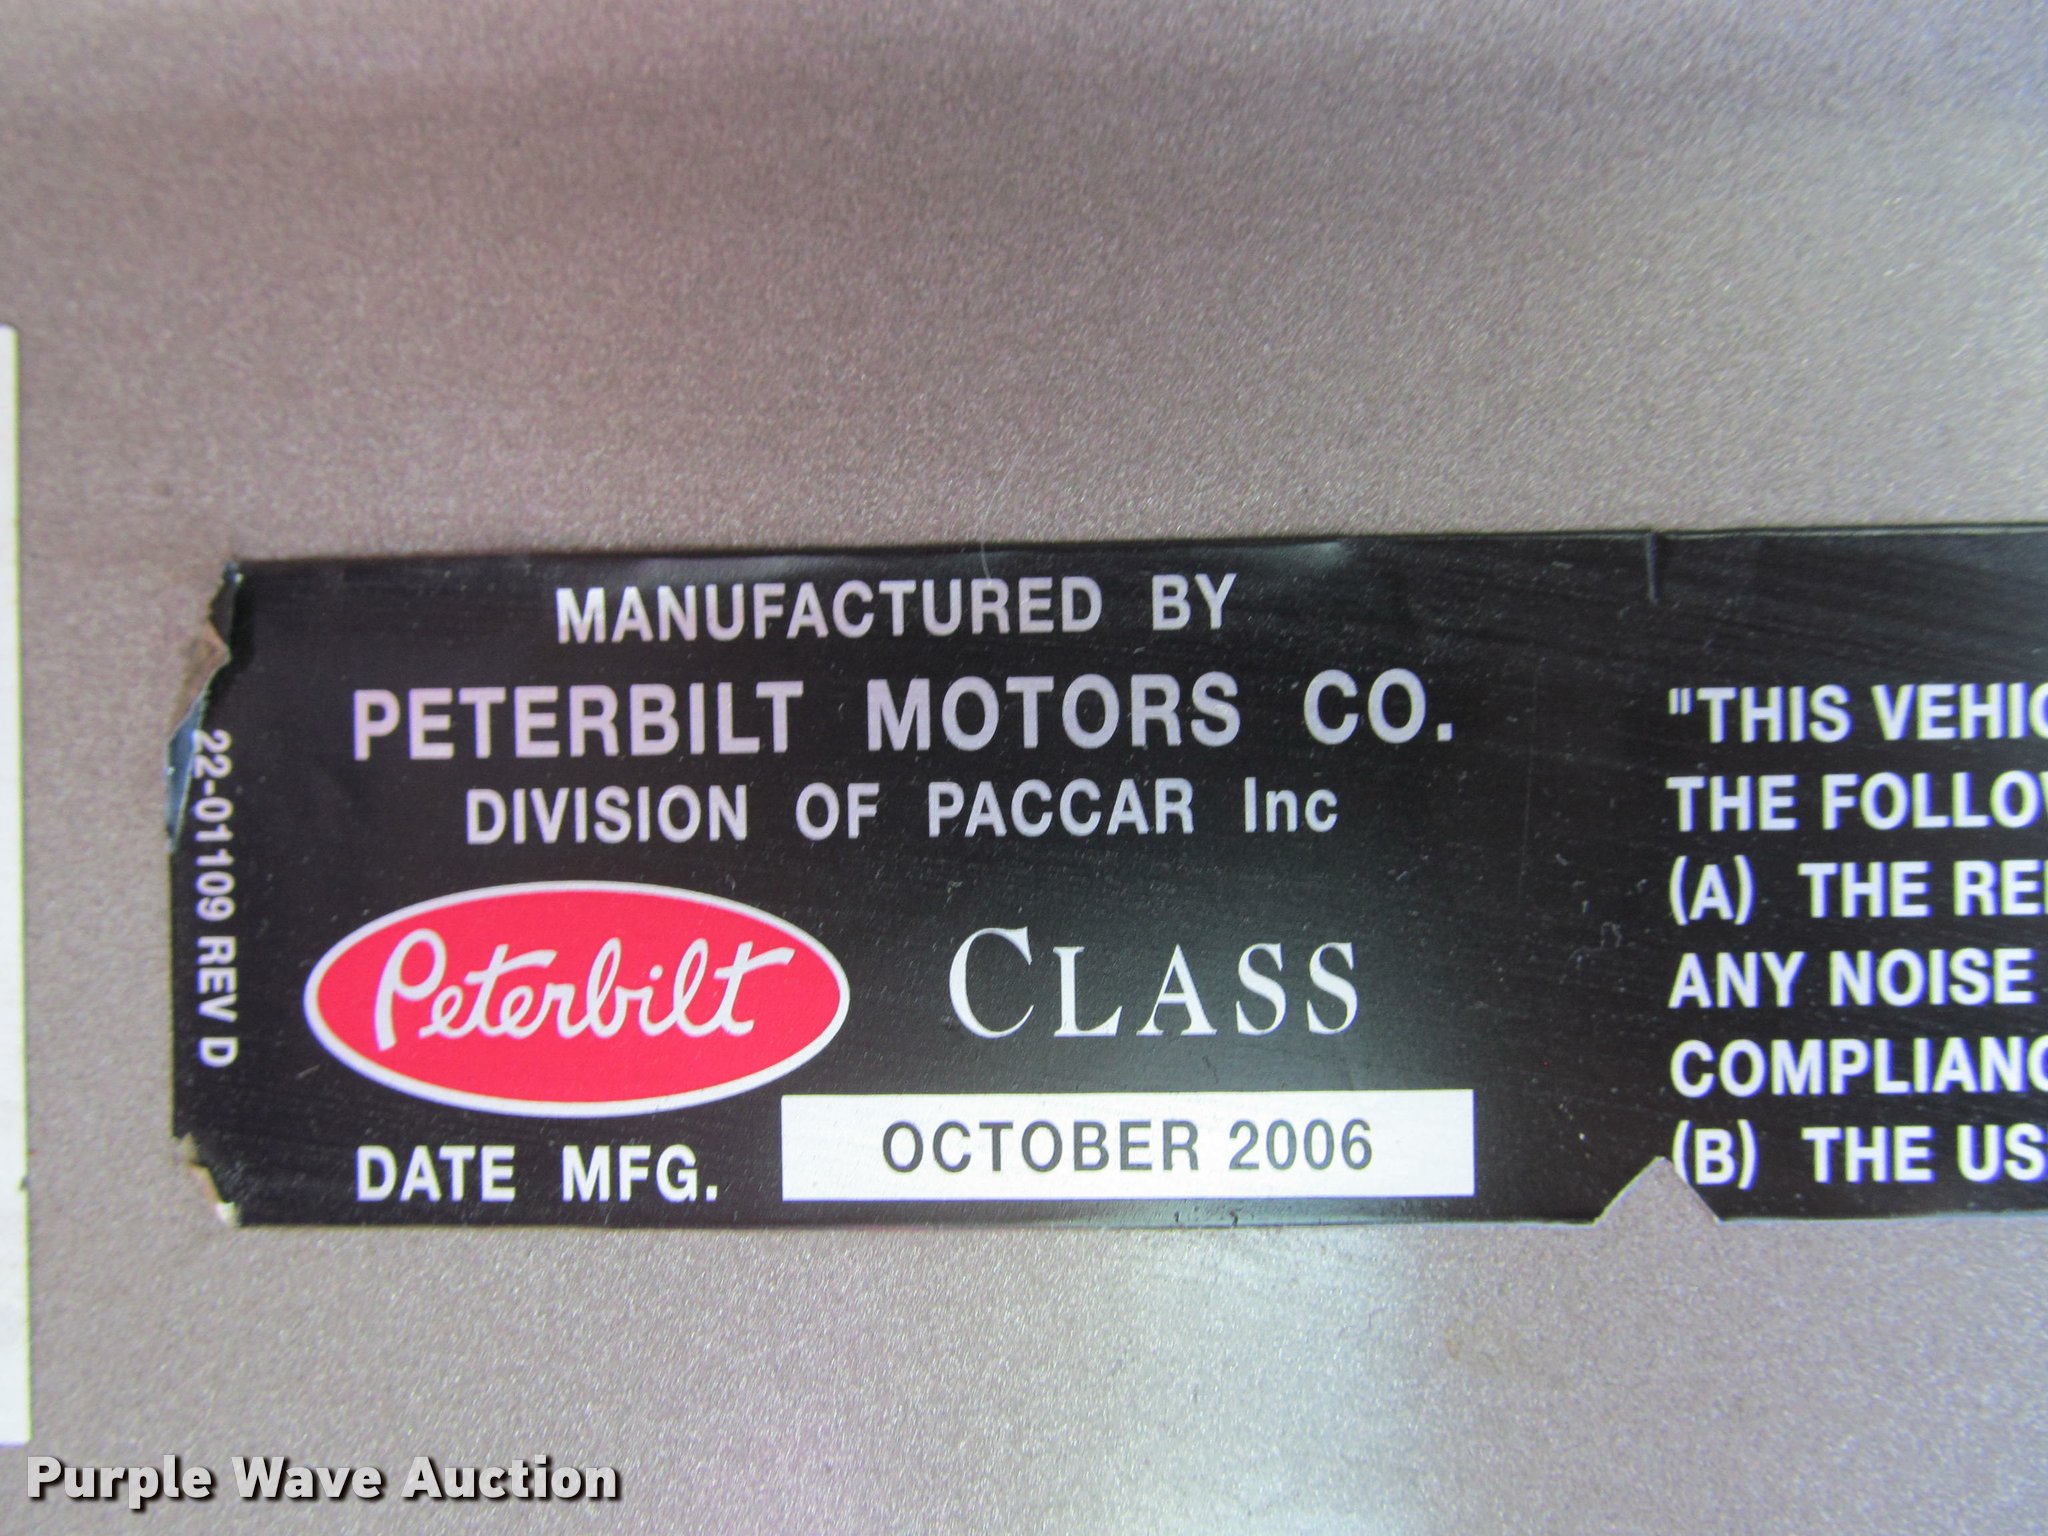 MANUFACTURED BY
PETERBILT MOTORS CO.
DIVISION OF PACCAR Inc
Peterbilt CLASS
DATE MFG. OCTOBER 2006
22-01109 REV D
"THIS VEHIC
THE FOLLOW
(A) THE RE
ANY NOISE
COMPLIANC
(B) THE US
Purple Wave Auction